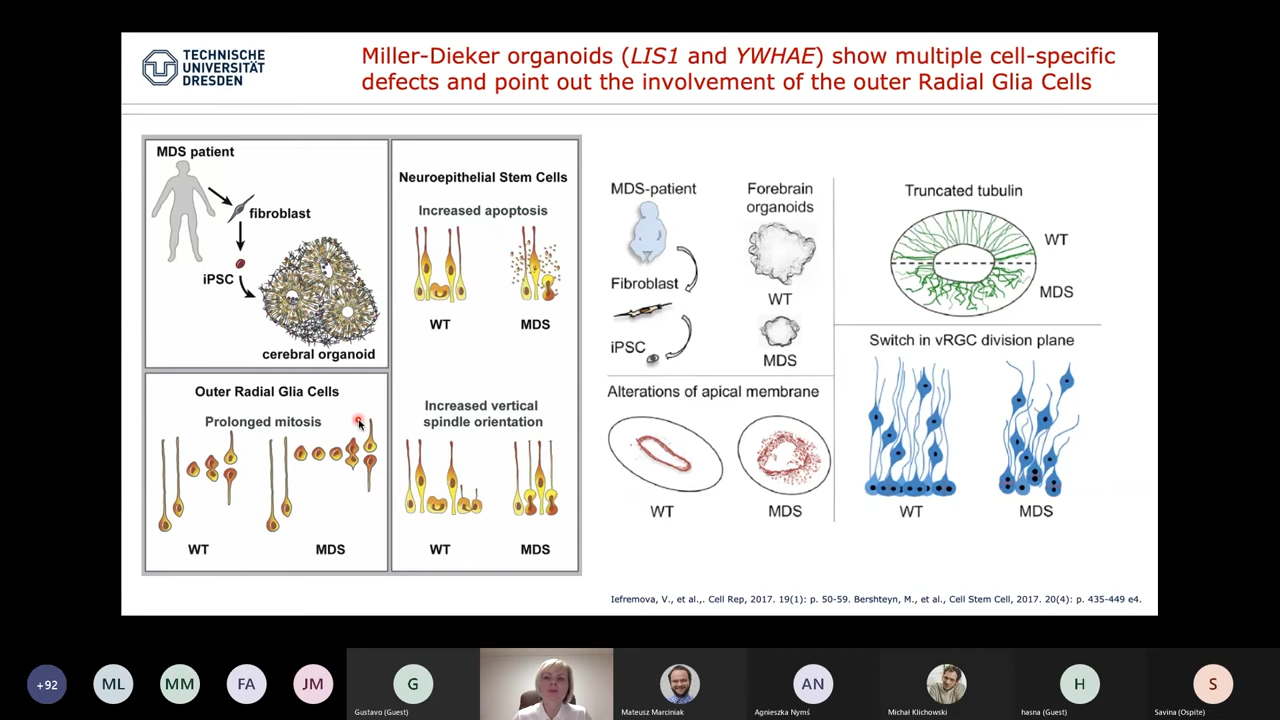 TECHNISCHE
UNIVERSITÄT
DRESDEN
Miller-Dieker organoids (LIS1 and YWHAE) show multiple cell-specific
defects and point out the involvement of the outer Radial Glia Cells
MDS patient
fibroblast
iPSC
cerebral organoid
Neuroepithelial Stem Cells
Increased apoptosis
WT MDS
Outer Radial Glia Cells
Prolonged mitosis
WT MDS
Increased vertical
spindle orientation
WT MDS
MDS-patient
Fibroblast
iPSC
Forebrain
organoids
WT
MDS
Truncated tubulin
WT
MDS
Alterations of apical membrane
WT MDS
Switch in vRGC division plane
WT MDS
Iefremova, V., et al.,. Cell Rep, 2017. 19(1): p. 50-59. Bershteyn, M., et al., Cell Stem Cell, 2017. 20(4): p. 435-449 e4.
+92 ML MM FA JM G AN H S
Gustavo (Guest) Mateusz Marciniak Agnieszka Nymś Michał Klichowski hasna (Guest) Savina (Ospite)